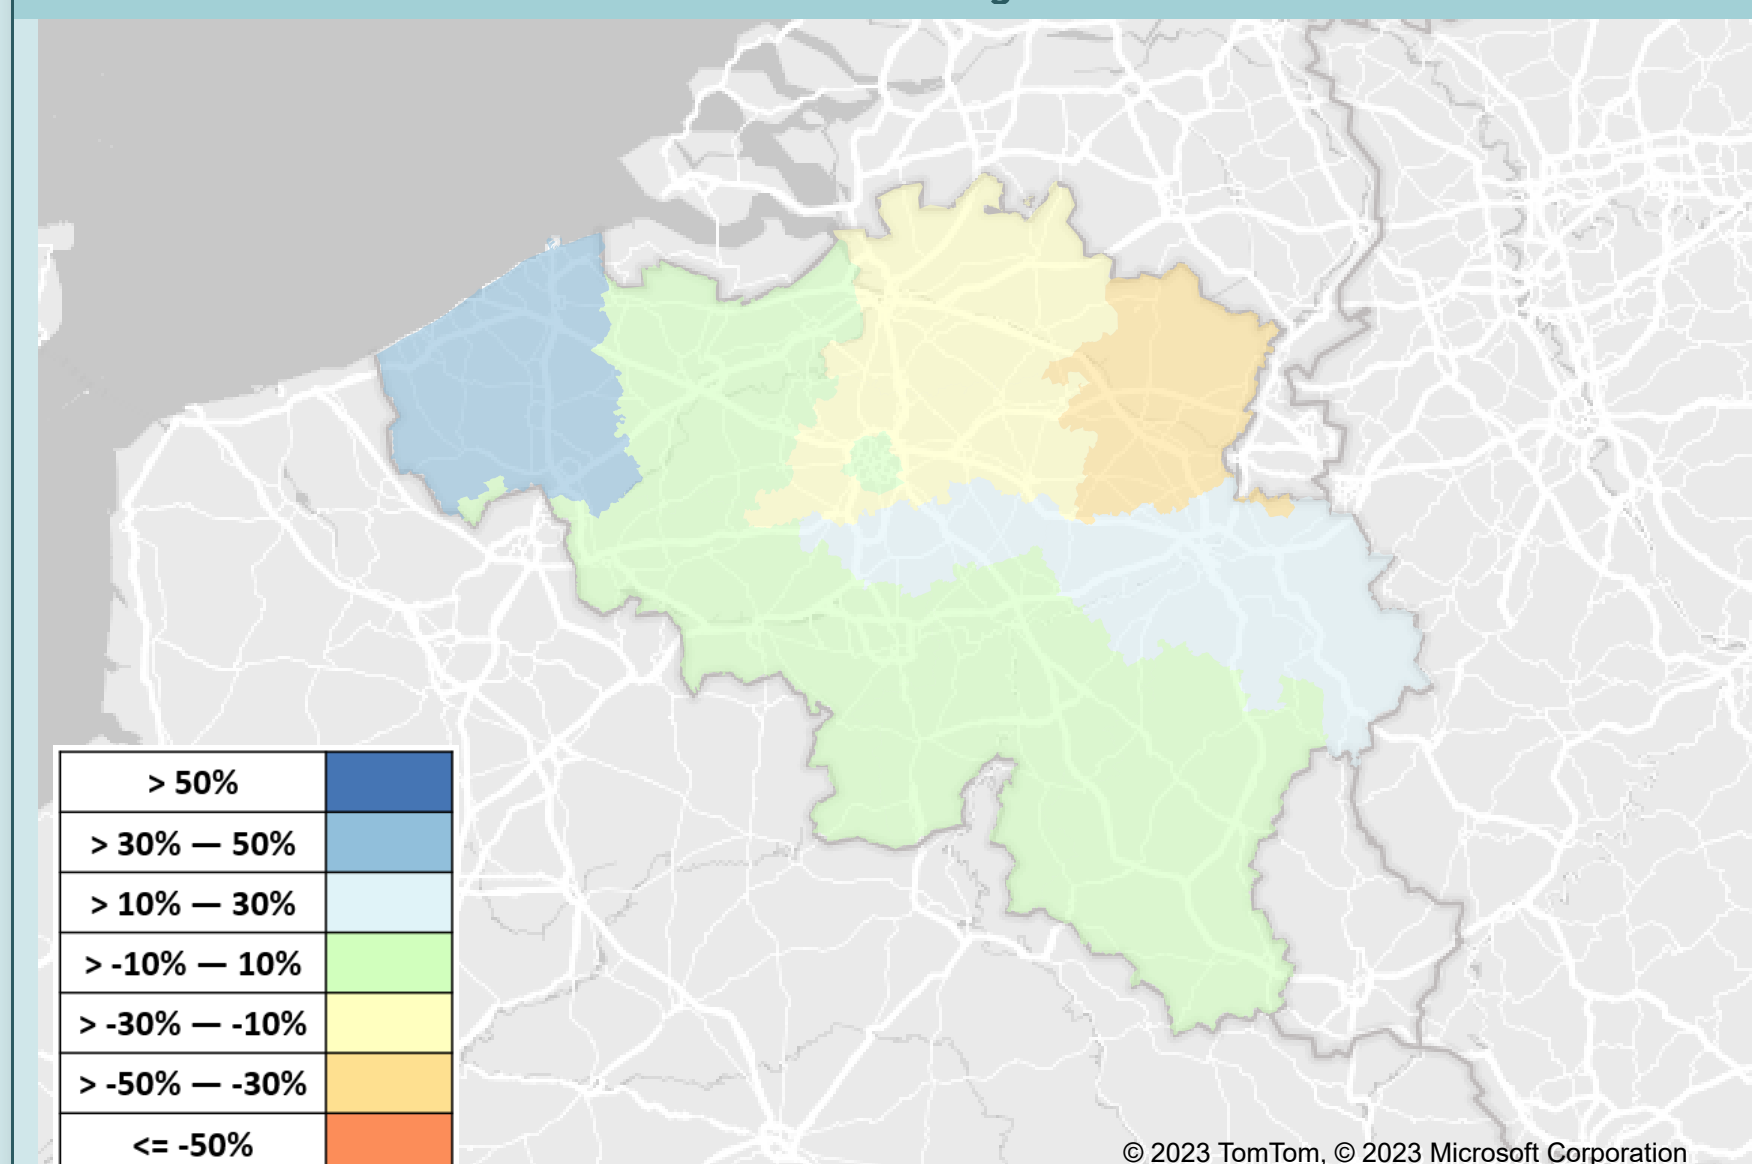 > 50%
> 30% — 50%
> 10% — 30%
> -10% — 10%
> -30% — -10%
> -50% — -30%
<= -50%
© 2023 TomTom, © 2023 Microsoft Corporation